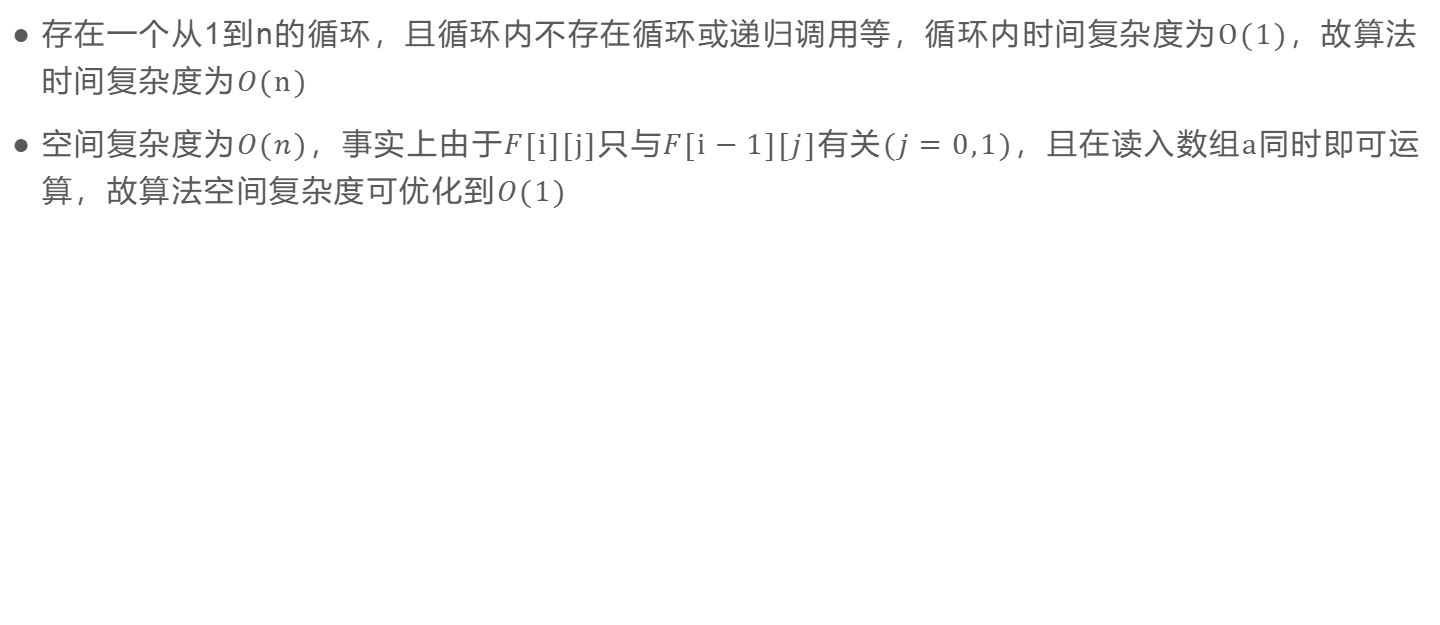 ● 存在一个从1到n的循环，且循环内不存在循环或递归调用等，循环内时间复杂度为O(1)，故算法
时间复杂度为O(n)
● 空间复杂度为O(n)，事实上由于F[i][j]只与F[i − 1][j]有关(j = 0,1)，且在读入数组a同时即可运
算，故算法空间复杂度可优化到O(1)